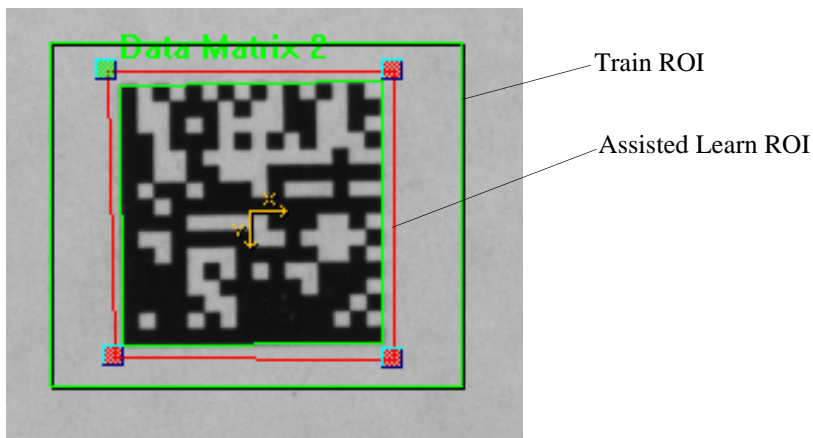 Data Matrix 2
Train ROI
Assisted Learn ROI
X
Y